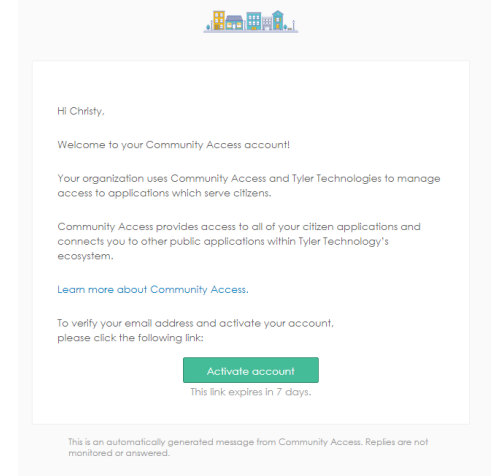 Hi Christy,
Welcome to your Community Access account!
Your organization uses Community Access and Tyler Technologies to manage
access to applications which serve citizens.
Community Access provides access to all of your citizen applications and
connects you to other public applications within Tyler Technology's
ecosystem.
Learn more about Community Access.
To verify your email address and activate your account,
please click the following link:
Activate account
This link expires in 7 days.
This is an automatically generated message from Community Access. Replies are not
monitored or answered.